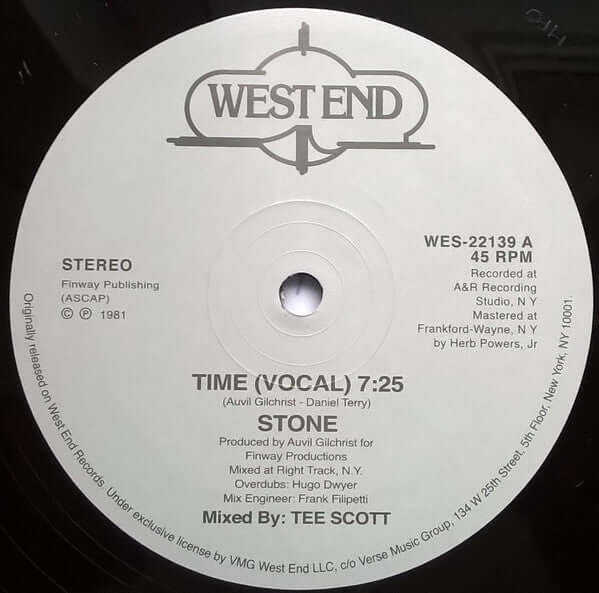 WEST END
STEREO
Finway Publishing
(ASCAP)
© ℗ 1981
WES-22139 A
45 RPM
Recorded at
A&R Recording
Studio, N Y
Mastered at
Frankford-Wayne, N Y
by Herb Powers, Jr
TIME (VOCAL) 7:25
(Auvil Gilchrist - Daniel Terry)
STONE
Produced by Auvil Gilchrist for
Finway Productions
Mixed at Right Track, N.Y.
Overdubs: Hugo Dwyer
Mix Engineer: Frank Filipetti
Mixed By: TEE SCOTT
Originally released on West End Records. Under exclusive license by VMG West End LLC, c/o Verse Music Group, 134 W 25th Street, 5th Floor, New York, NY 10001.